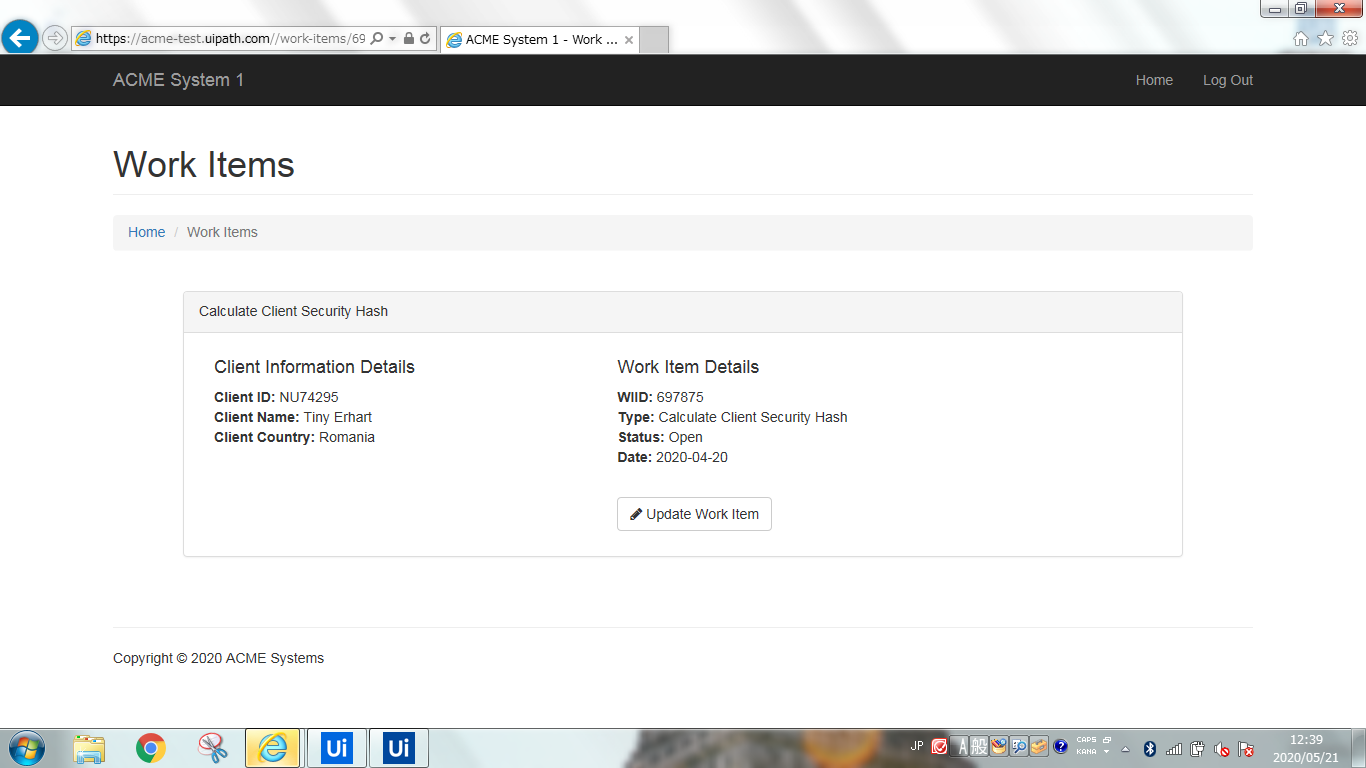 https://acme-test.uipath.com//work-items/69
ACME System 1 - Work ...
ACME System 1
Home
Log Out
Work Items
Home / Work Items
Calculate Client Security Hash
Client Information Details
Client ID: NU74295
Client Name: Tiny Erhart
Client Country: Romania
Work Item Details
WIID: 697875
Type: Calculate Client Security Hash
Status: Open
Date: 2020-04-20
Update Work Item
Copyright © 2020 ACME Systems
Ui
Ui
JP
A
般
CAPS
KANA
12:39
2020/05/21